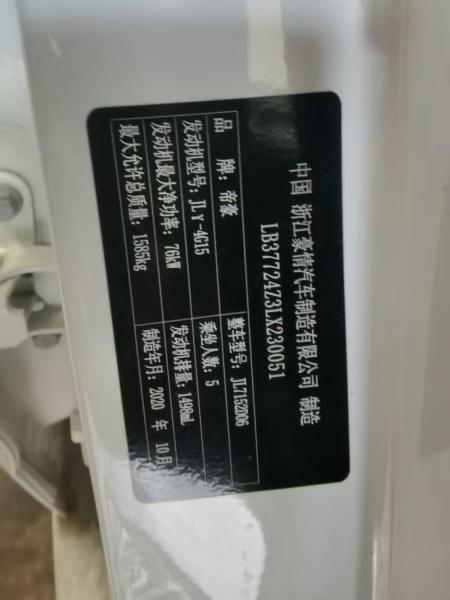 中国 浙江豪情汽车制造有限公司 制造
LB37724Z3LX230051
品 牌: 帝豪 整车型号: JL7152D06
发动机型号: JLγ-4G15 乘坐人数: 5
发动机最大净功率: 76kW 发动机排量: 1498mL
最大允许总质量: 1585kg 制造年月: 2020 年 10月